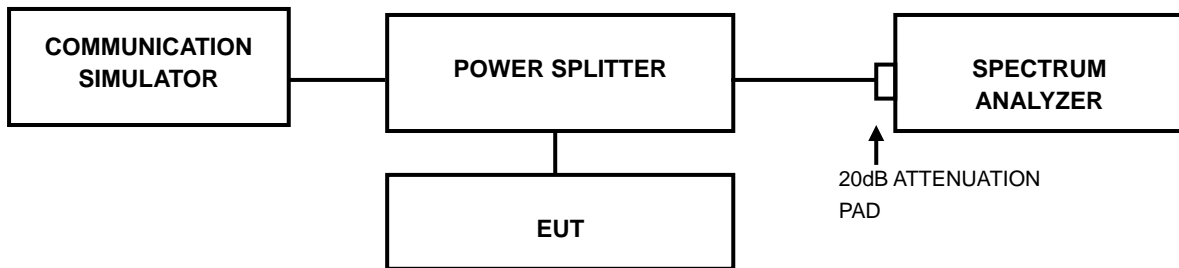 COMMUNICATION
SIMULATOR
POWER SPLITTER
SPECTRUM
ANALYZER
20dB ATTENUATION
PAD
EUT